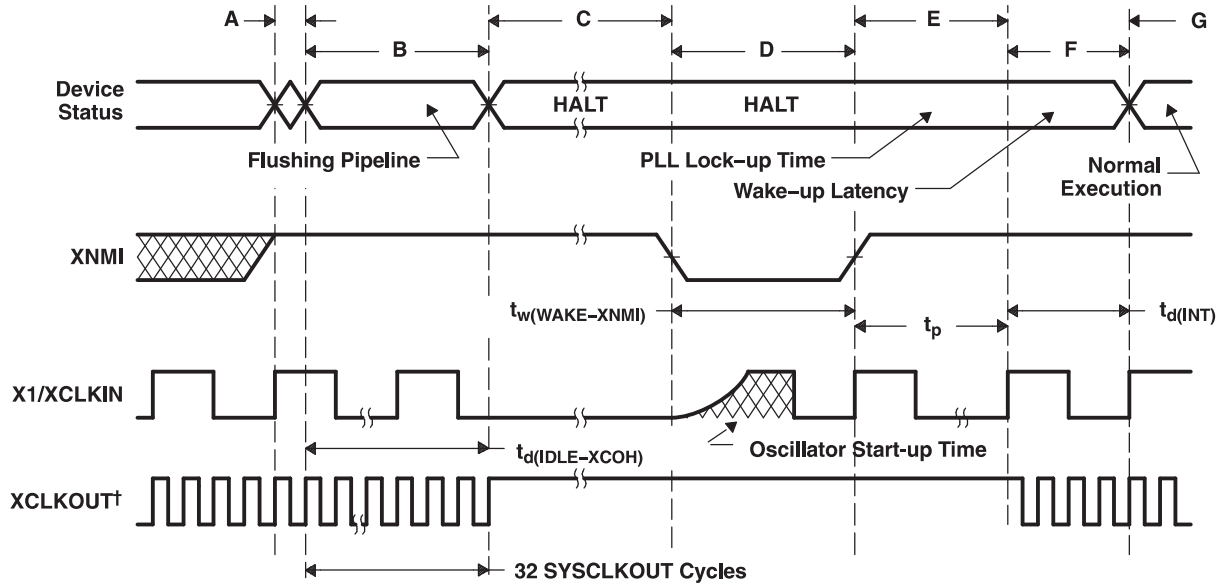 A
C
E
G
B
D
F
Device
Status
HALT
HALT
Flushing Pipeline
PLL Lock–up Time
Wake–up Latency
Normal
Execution
XNMI
tw(WAKE–XNMI)
tp
td(INT)
X1/XCLKIN
td(IDLE–XCOH)
Oscillator Start-up Time
XCLKOUT†
32 SYSCLKOUT Cycles